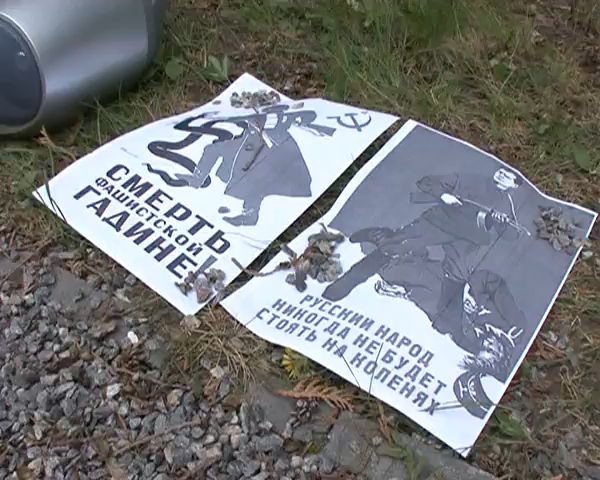 СМЕРТЬ
ФАШИСТСКОЙ
ГАДИНЕ!
РУССКИЙ НАРОД
НИКОГДА НЕ БУДЕТ
СТОЯТЬ НА КОЛЕНЯХ